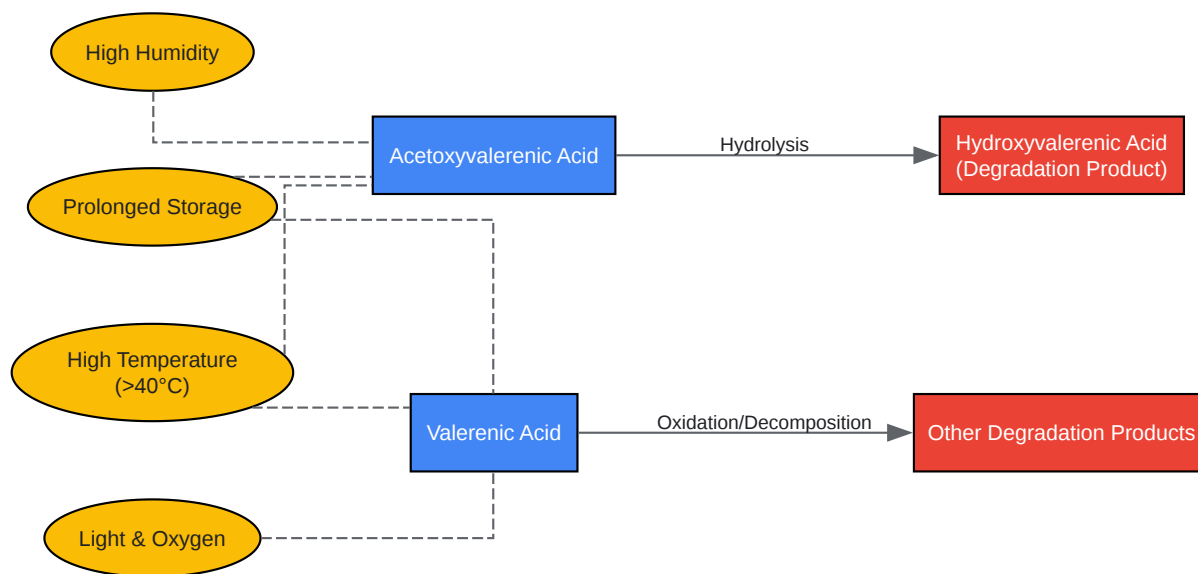 High Humidity
Acetoxyvalerenic Acid
Hydrolysis
Hydroxyvalerenic Acid
(Degradation Product)
Prolonged Storage
High Temperature
(>40°C)
Valerenic Acid
Oxidation/Decomposition
Other Degradation Products
Light & Oxygen